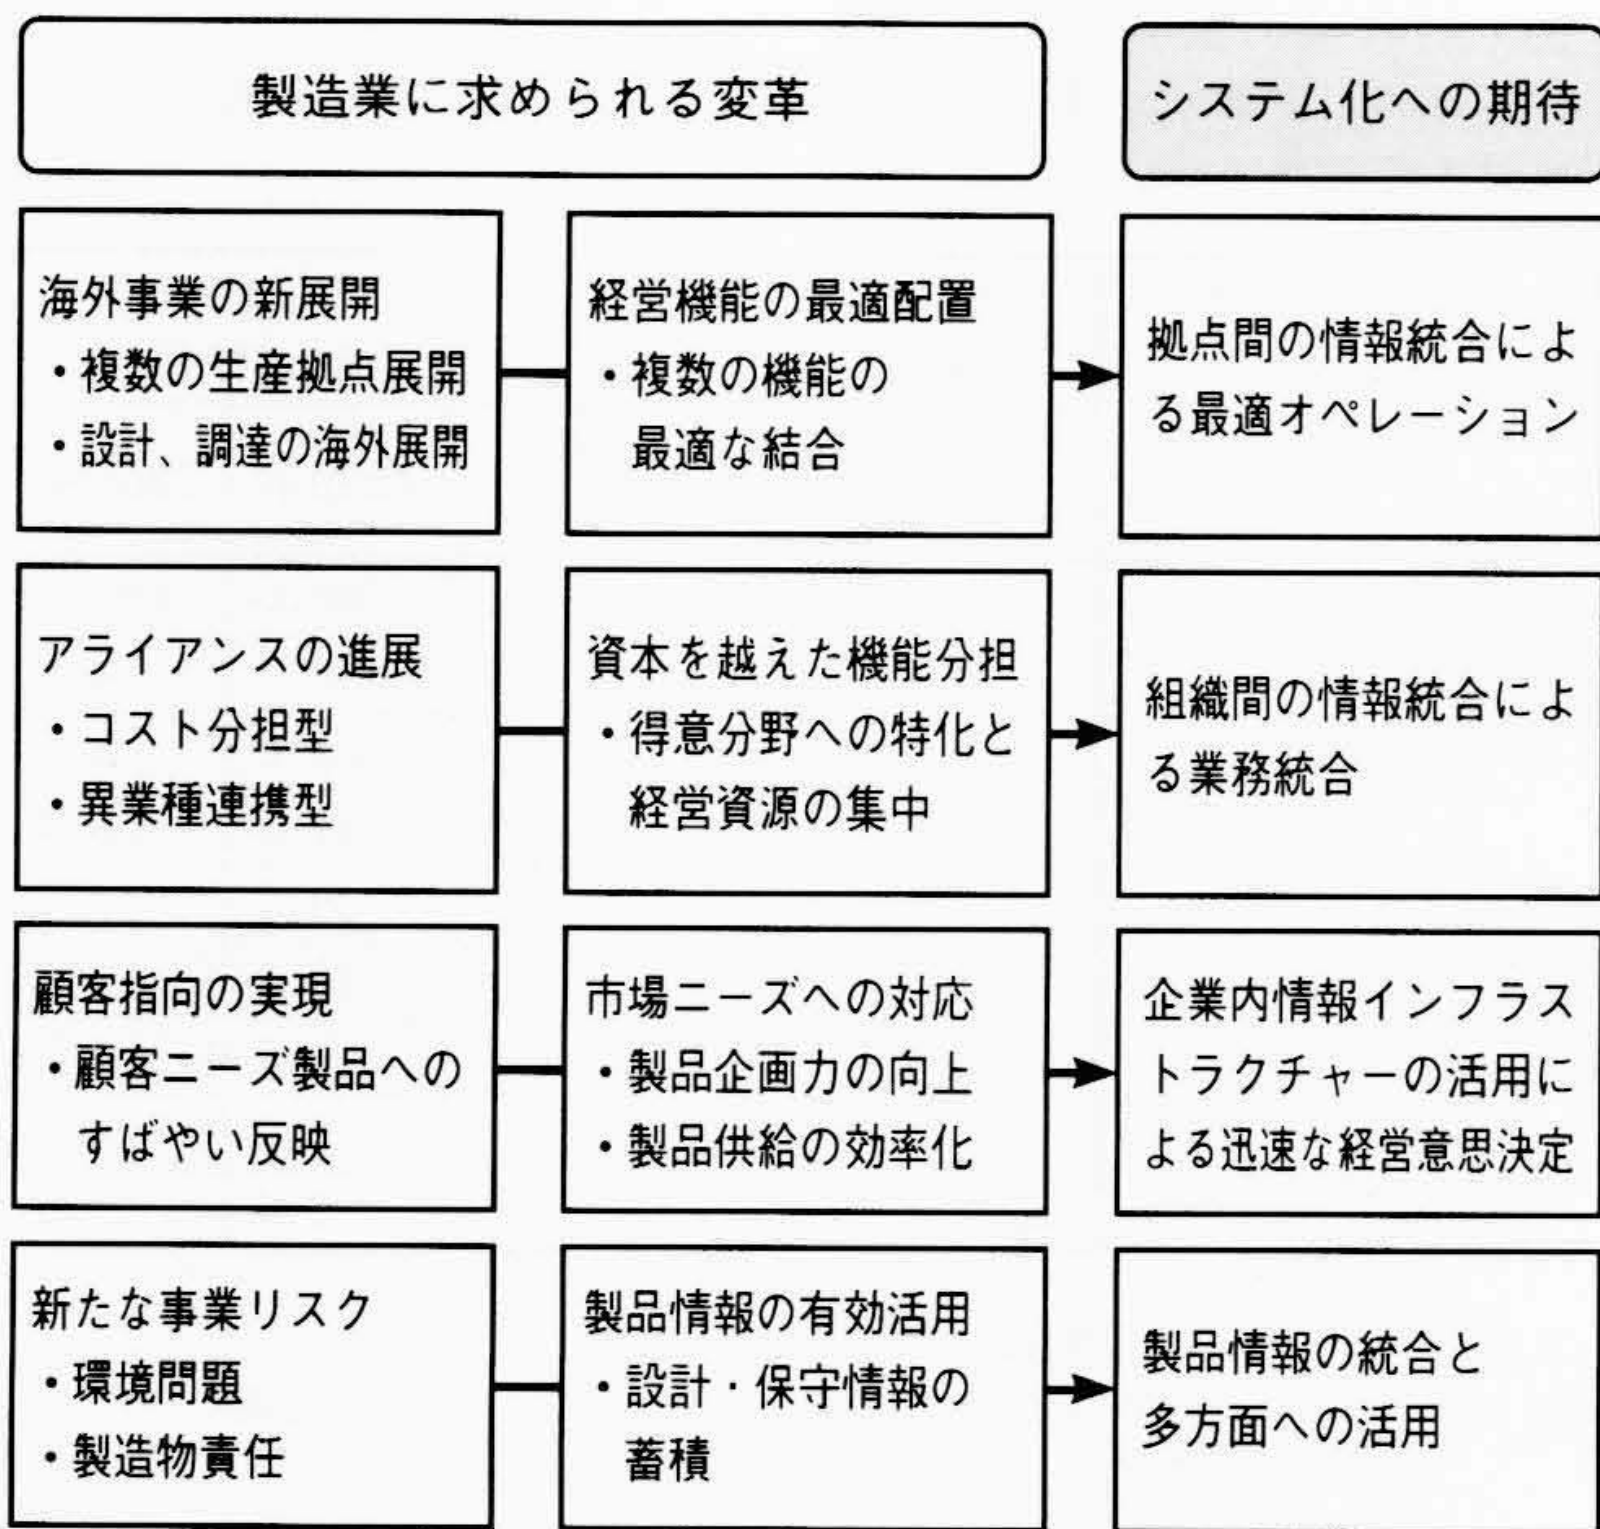 製造業に求められる変革
システム化への期待
海外事業の新展開
・複数の生産拠点展開
・設計、調達の海外展開
経営機能の最適配置
・複数の機能の
最適な結合
拠点間の情報統合によ
る最適オペレーション
アライアンスの進展
・コスト分担型
・異業種連携型
資本を越えた機能分担
・得意分野への特化と
経営資源の集中
組織間の情報統合によ
る業務統合
顧客指向の実現
・顧客ニーズ製品への
すばやい反映
市場ニーズへの対応
・製品企画力の向上
・製品供給の効率化
企業内情報インフラス
トラクチャーの活用に
よる迅速な経営意思決定
新たな事業リスク
・環境問題
・製造物責任
製品情報の有効活用
・設計・保守情報の
蓄積
製品情報の統合と
多方面への活用